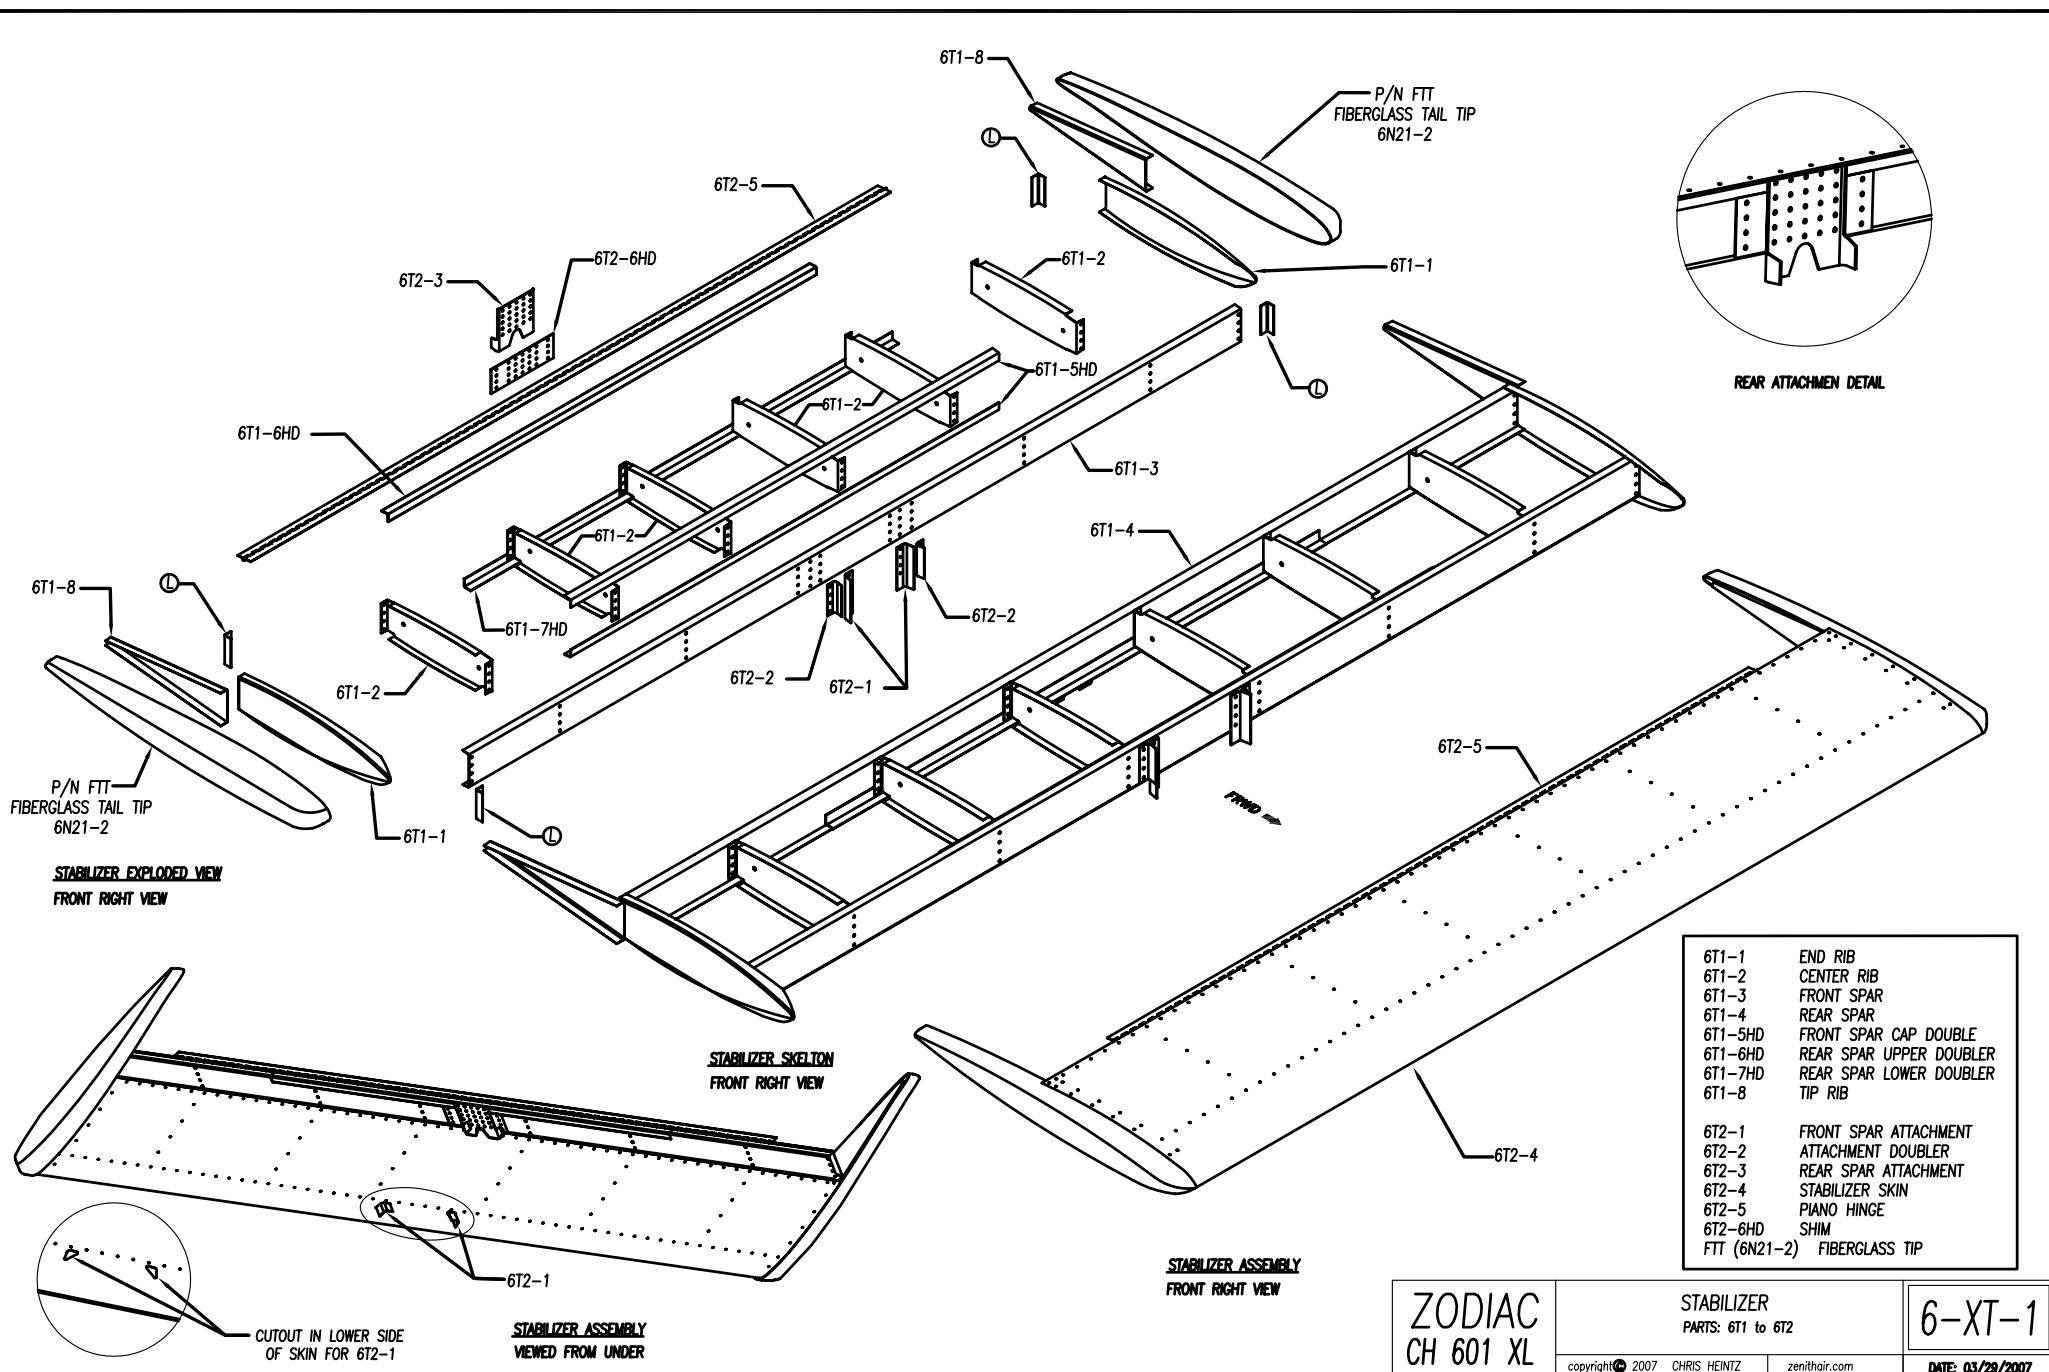 6T1-8
P/N FTT
FIBERGLASS TAIL TIP
6N21-2
L
6T2-5
6T2-6HD
6T2-3
6T1-2
6T1-1
L
REAR ATTACHMEN DETAIL
6T1-5HD
6T1-2
6T1-6HD
6T1-3
6T1-4
6T1-2
6T1-8
L
6T1-7HD
6T2-2
6T2-2
6T2-1
6T1-2
P/N FTT
FIBERGLASS TAIL TIP
6N21-2
6T1-1
L
STABILIZER EXPLODED VIEW
FRONT RIGHT VIEW
6T2-5
FRWD
STABILIZER SKELTON
FRONT RIGHT VIEW
6T2-4
6T1-1 END RIB
6T1-2 CENTER RIB
6T1-3 FRONT SPAR
6T1-4 REAR SPAR
6T1-5HD FRONT SPAR CAP DOUBLE
6T1-6HD REAR SPAR UPPER DOUBLER
6T1-7HD REAR SPAR LOWER DOUBLER
6T1-8 TIP RIB
6T2-1 FRONT SPAR ATTACHMENT
6T2-2 ATTACHMENT DOUBLER
6T2-3 REAR SPAR ATTACHMENT
6T2-4 STABILIZER SKIN
6T2-5 PIANO HINGE
6T2-6HD SHIM
FTT (6N21-2) FIBERGLASS TIP
6T2-1
CUTOUT IN LOWER SIDE
OF SKIN FOR 6T2-1
STABILIZER ASSEMBLY
VIEWED FROM UNDER
STABILIZER ASSEMBLY
FRONT RIGHT VIEW
ZODIAC
CH 601 XL
STABILIZER
PARTS: 6T1 to 6T2
6-XT-1
copyright© 2007 CHRIS HEINTZ
zenithair.com
DATE: 03/29/2007